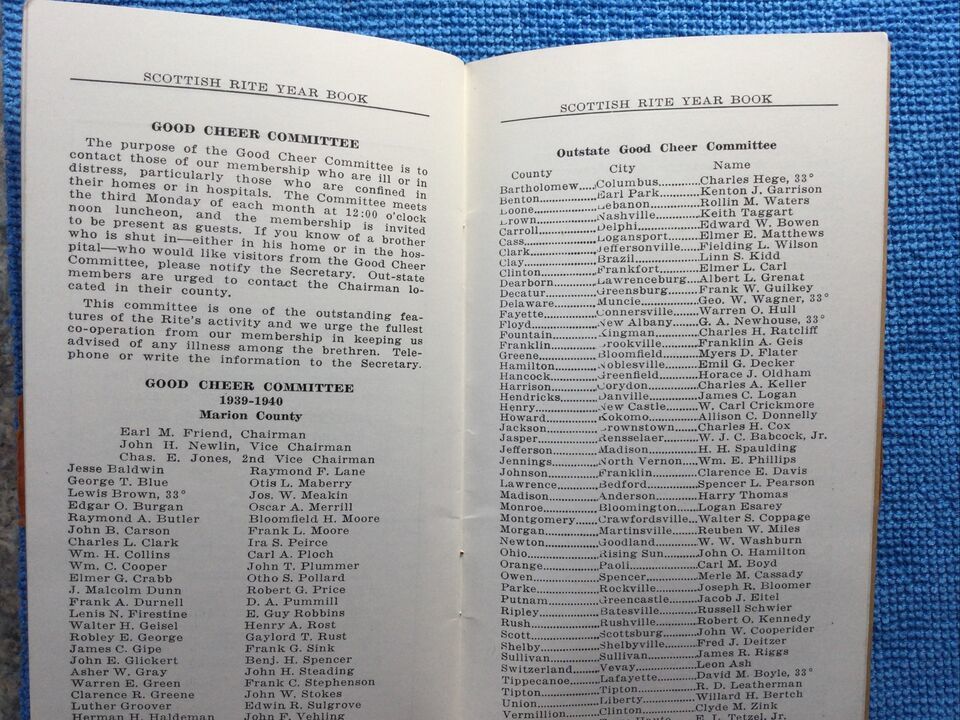 SCOTTISH RITE YEAR BOOK
GOOD CHEER COMMITTEE
The purpose of the Good Cheer Committee is to
contact those of our membership who are ill or in
distress, particularly those who are confined in
their homes or in hospitals. The Committee meets
the third Monday of each month at 12:00 o'clock
noon luncheon, and the membership is invited
to be present as guests. If you know of a brother
who is shut in—either in his home or in the hos-
pital—who would like visitors from the Good Cheer
Committee, please notify the Secretary. Out-state
members are urged to contact the Chairman lo-
cated in their county.
This committee is one of the outstanding fea-
tures of the Rite's activity and we urge the fullest
co-operation from our membership in keeping us
advised of any illness among the brethren. Tele-
phone or write the information to the Secretary.
GOOD CHEER COMMITTEE
1939-1940
Marion County
Earl M. Friend, Chairman
John H. Newlin, Vice Chairman
Chas. E. Jones, 2nd Vice Chairman
Jesse Baldwin Raymond F. Lane
George T. Blue Otis L. Maberry
Lewis Brown, 33° Jos. W. Meakin
Edgar O. Burgan Oscar A. Merrill
Raymond A. Butler Bloomfield H. Moore
John B. Carson Frank L. Moore
Charles L. Clark Ira S. Peirce
Wm. H. Collins Carl A. Ploch
Wm. C. Cooper John T. Plummer
Elmer G. Crabb Otho S. Pollard
J. Malcolm Dunn Robert G. Price
Frank A. Durnell D. A. Pummill
Lenis N. Firestine E. Guy Robbins
Walter H. Geisel Henry A. Rost
Robley E. George Gaylord T. Rust
James C. Gipe Frank G. Sink
John E. Glickert Benj. H. Spencer
Asher W. Gray John H. Steading
Warren E. Green Frank C. Stephenson
Clarence R. Greene John W. Stokes
Luther Groover Edwin R. Sulgrove
Herman H. Haldeman John F. Vehling
SCOTTISH RITE YEAR BOOK
Outstate Good Cheer Committee
County City Name
Bartholomew.....Columbus............Charles Hege, 33°
Benton..............Earl Park............Kenton J. Garrison
Boone...............Lebanon.............Rollin M. Waters
Brown...............Nashville............Keith Taggart
Carroll..............Delphi................Edward W. Bowen
Cass.................Logansport..........Elmer E. Matthews
Clark................Jeffersonville.......Fielding L. Wilson
Clay.................Brazil................Linn S. Kidd
Clinton.............Frankfort...........Elmer L. Carl
Dearborn..........Lawrenceburg......Albert L. Grenat
Decatur............Greensburg.........Frank W. Guilkey
Delaware..........Muncie..............Geo. W. Wagner, 33°
Fayette.............Connersville........Warren O. Hull
Floyd...............New Albany........G. A. Newhouse, 33°
Fountain...........Kingman............Charles H. Ratcliff
Franklin............Brookville...........Franklin A. Geis
Greene..............Bloomfield..........Myers D. Flater
Hamilton...........Noblesville..........Emil G. Decker
Hancock............Greenfield..........Horace J. Oldham
Harrison...........Corydon.............Charles A. Keller
Hendricks..........Danville.............James C. Logan
Henry...............New Castle.........W. Carl Crickmore
Howard.............Kokomo.............Allison C. Donnelly
Jackson.............Brownstown........Charles H. Cox
Jasper...............Rensselaer..........W. J. C. Babcock, Jr.
Jefferson...........Madison.............H. H. Spaulding
Jennings............North Vernon......Wm. E. Phillips
Johnson.............Franklin.............Clarence E. Davis
Lawrence...........Bedford..............Spencer L. Pearson
Madison............Anderson............Harry Thomas
Monroe..............Bloomington........Logan Esarey
Montgomery........Crawfordsville......Walter S. Coppage
Morgan.............Martinsville.........Reuben W. Miles
Newton.............Goodland............W. W. Washburn
Ohio.................Rising Sun..........John O. Hamilton
Orange..............Paoli.................Carl M. Boyd
Owen................Spencer..............Merle M. Cassady
Parke................Rockville............Joseph R. Bloomer
Putnam.............Greencastle.........Jacob J. Eitel
Ripley...............Batesville............Russell Schwier
Rush.................Rushville............Robert O. Kennedy
Scott.................Scottsburg..........John W. Cooperider
Shelby..............Shelbyville..........Fred J. Deitzer
Sullivan.............Sullivan.............James R. Riggs
Switzerland........Vevay................Leon Ash
Tippecanoe........Lafayette............David M. Boyle, 33°
Tipton...............Tipton...............R. D. Leatherman
Union................Liberty..............Willard H. Bertch
Vermillion..........Clinton..............Clyde M. Zink
E. L. Tetzel, Jr.